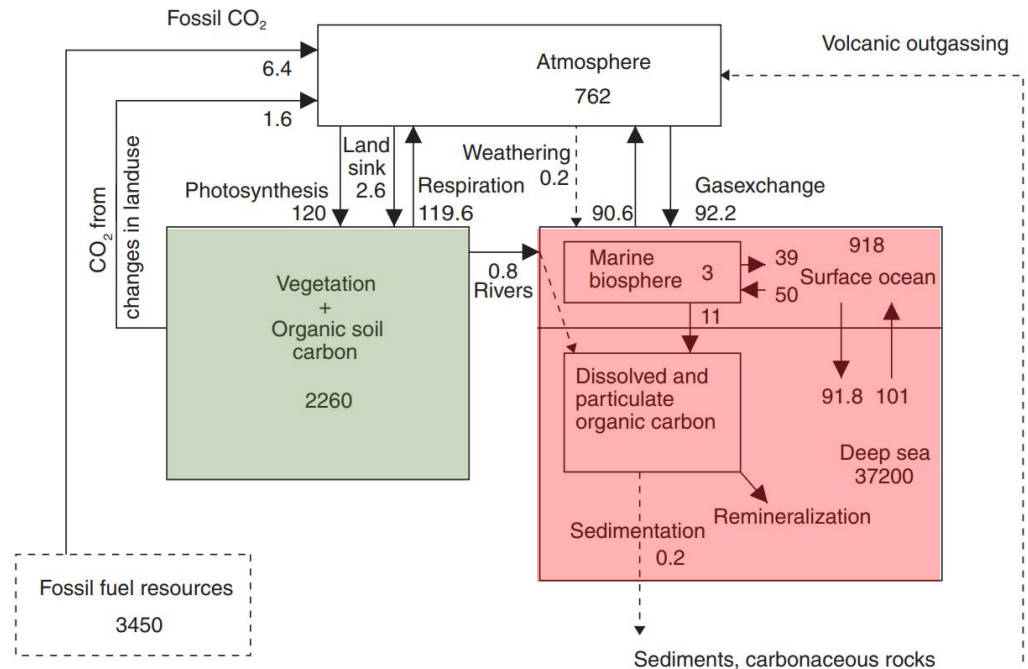 Fossil CO₂
6.4
1.6
Atmosphere
762
Volcanic outgassing
Photosynthesis
120
Land
sink
2.6
Respiration
119.6
Weathering
0.2
90.6
Gasexchange
92.2
CO₂ from
changes in landuse
Vegetation
+
Organic soil
carbon
2260
0.8
Rivers
Marine
biosphere
3
39
50
918
Surface ocean
11
Dissolved and
particulate
organic carbon
91.8
101
Deep sea
37200
Remineralization
Sedimentation
0.2
Fossil fuel resources
3450
Sediments, carbonaceous rocks